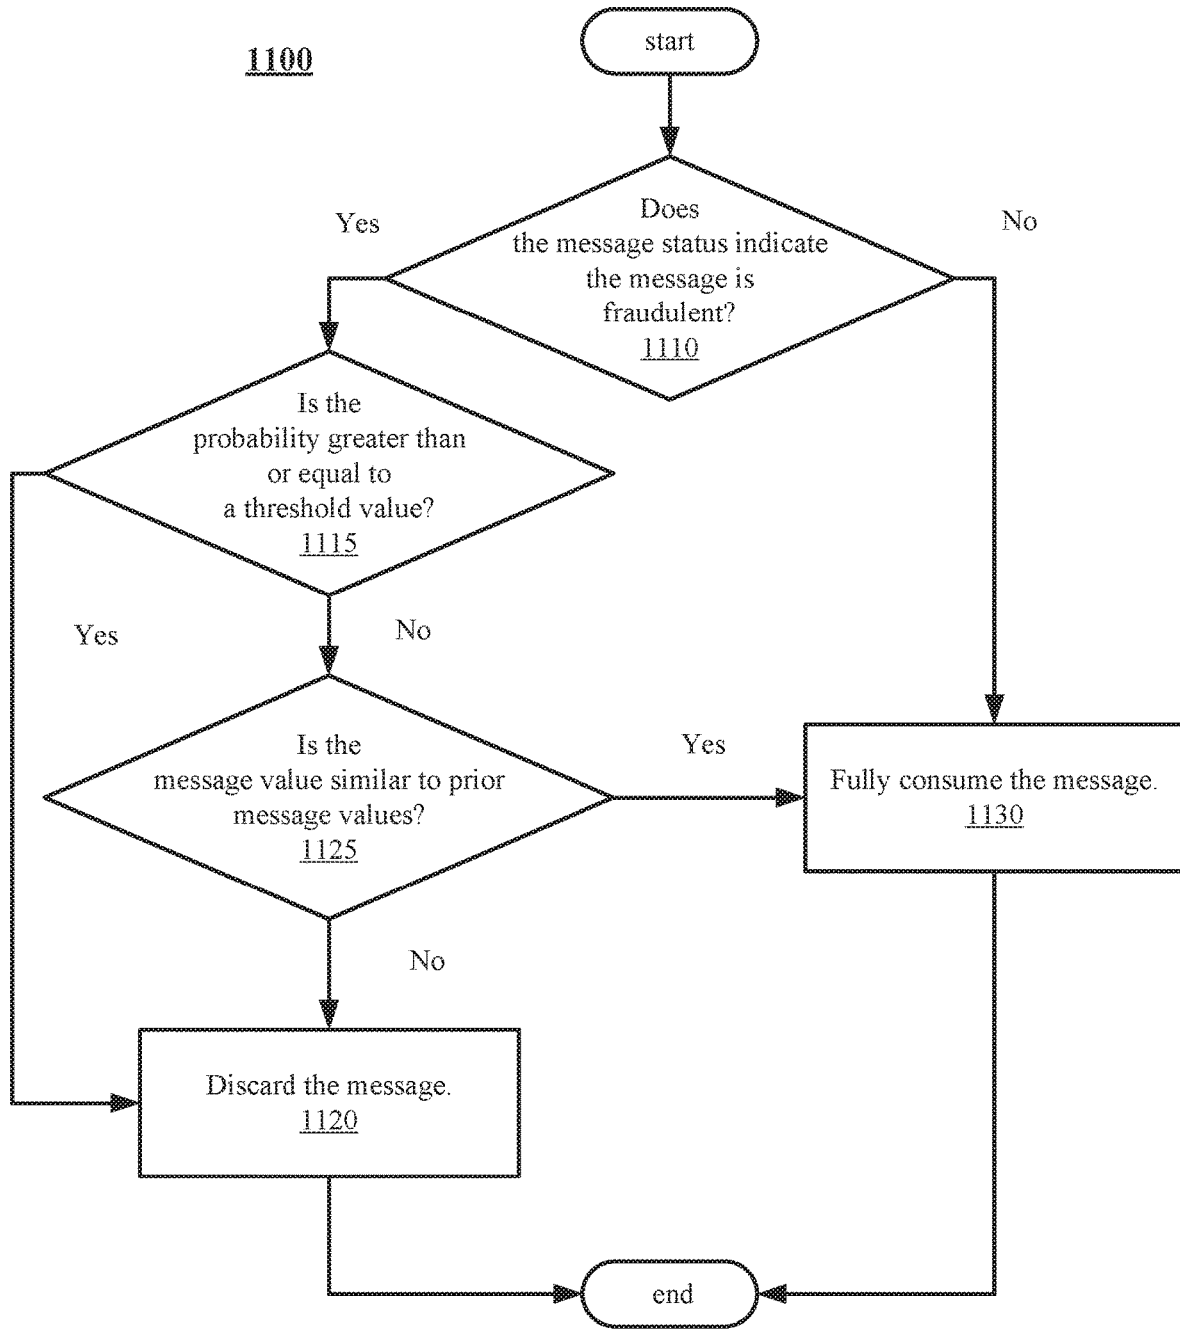 1100
start
Does
the message status indicate
the message is
fraudulent?
1110
Yes
No
Is the
probability greater than
or equal to
a threshold value?
1115
Yes
No
Is the
message value similar to prior
message values?
1125
Yes
Fully consume the message.
1130
No
Discard the message.
1120
end